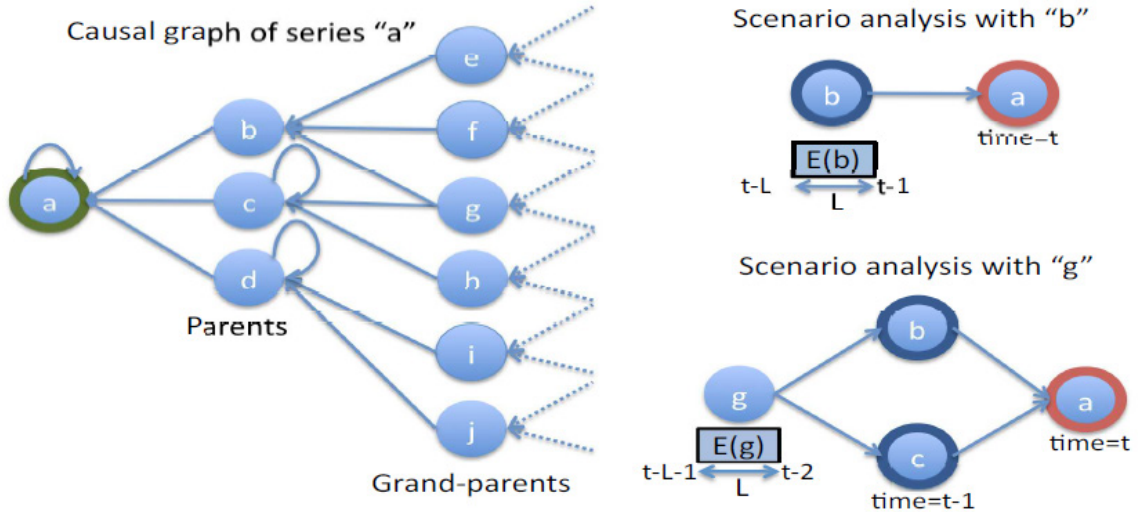 Causal graph of series “a”
e
b
f
a
c
g
d
h
Parents
i
j
Grand-parents
Scenario analysis with “b”
b
a
time=t
E(b)
t-L
t-1
L
Scenario analysis with “g”
b
g
a
E(g)
time=t
c
t-L-1
t-2
L
time=t-1